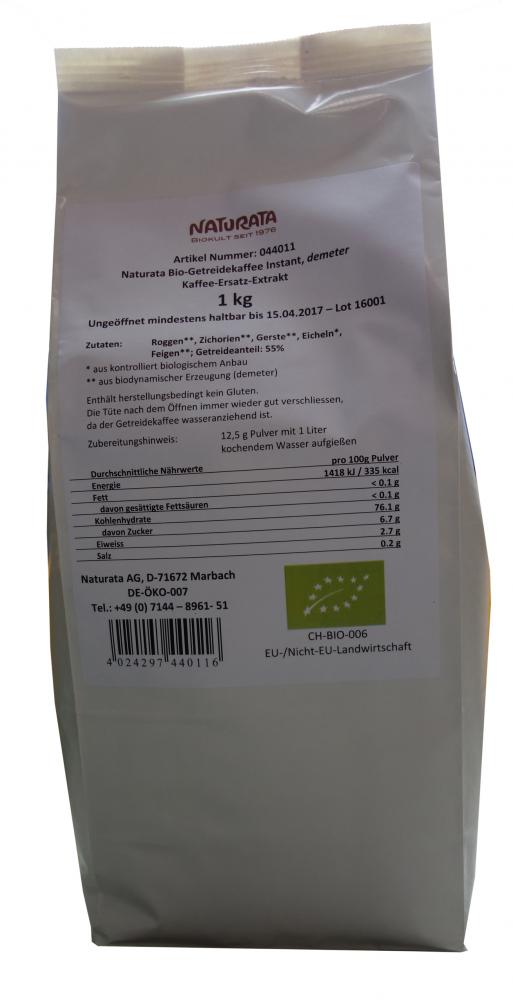 NATURATA
BIOKULT SEIT 1976
Artikel Nummer: 044011
Naturata Bio-Getreidekaffee Instant, demeter
Kaffee-Ersatz-Extrakt
1 kg
Ungeöffnet mindestens haltbar bis 15.04.2017 – Lot 16001
Zutaten: Roggen**, Zichorien**, Gerste**, Eicheln*,
Feigen**; Getreideanteil: 55%
* aus kontrolliert biologischem Anbau
** aus biodynamischer Erzeugung (demeter)
Enthält herstellungsbedingt kein Gluten.
Die Tüte nach dem Öffnen immer wieder gut verschliessen,
da der Getreidekaffee wasseranziehend ist.
Zubereitungshinweis: 12,5 g Pulver mit 1 Liter
kochendem Wasser aufgießen
Durchschnittliche Nährwerte pro 100g Pulver
Energie 1418 kJ / 335 kcal
Fett < 0.1 g
davon gesättigte Fettsäuren < 0.1 g
Kohlenhydrate 76.1 g
davon Zucker 6.7 g
Eiweiss 2.7 g
Salz 0.2 g
Naturata AG, D-71672 Marbach
DE-ÖKO-007
Tel.: +49 (0) 7144 – 8961- 51
4 024297 440116
CH-BIO-006
EU-/Nicht-EU-Landwirtschaft